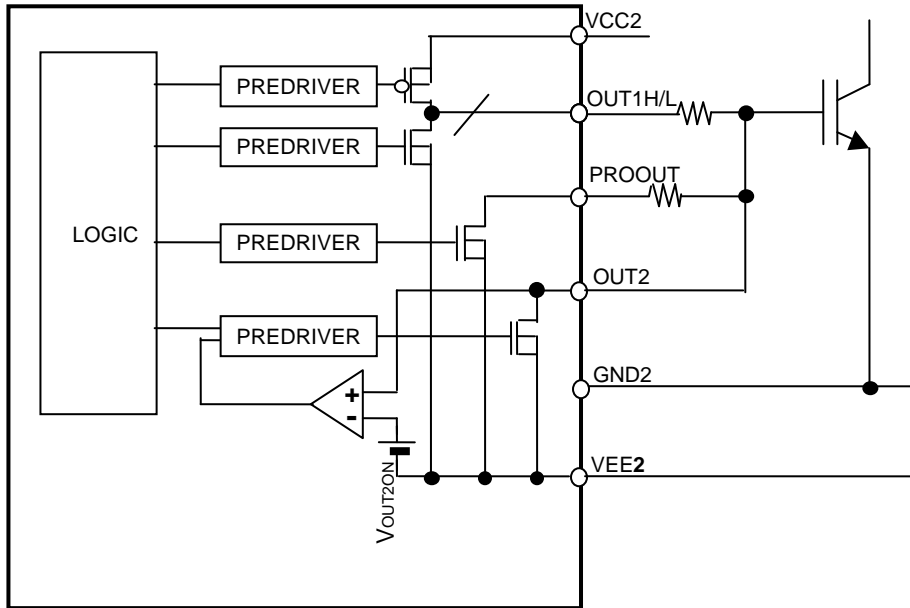 VCC2
PREDRIVER
OUT1H/L
PREDRIVER
PROOUT
LOGIC
PREDRIVER
OUT2
PREDRIVER
GND2
+
-
VEE2
VOUT2ON